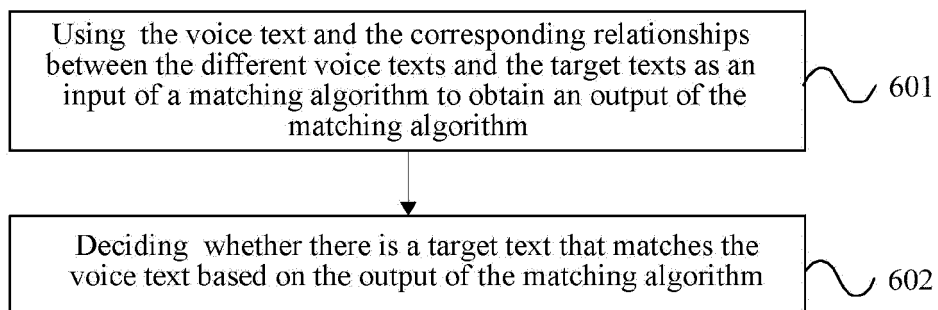 Using the voice text and the corresponding relationships
between the different voice texts and the target texts as an
input of a matching algorithm to obtain an output of the
matching algorithm
601
Deciding whether there is a target text that matches the
voice text based on the output of the matching algorithm
602